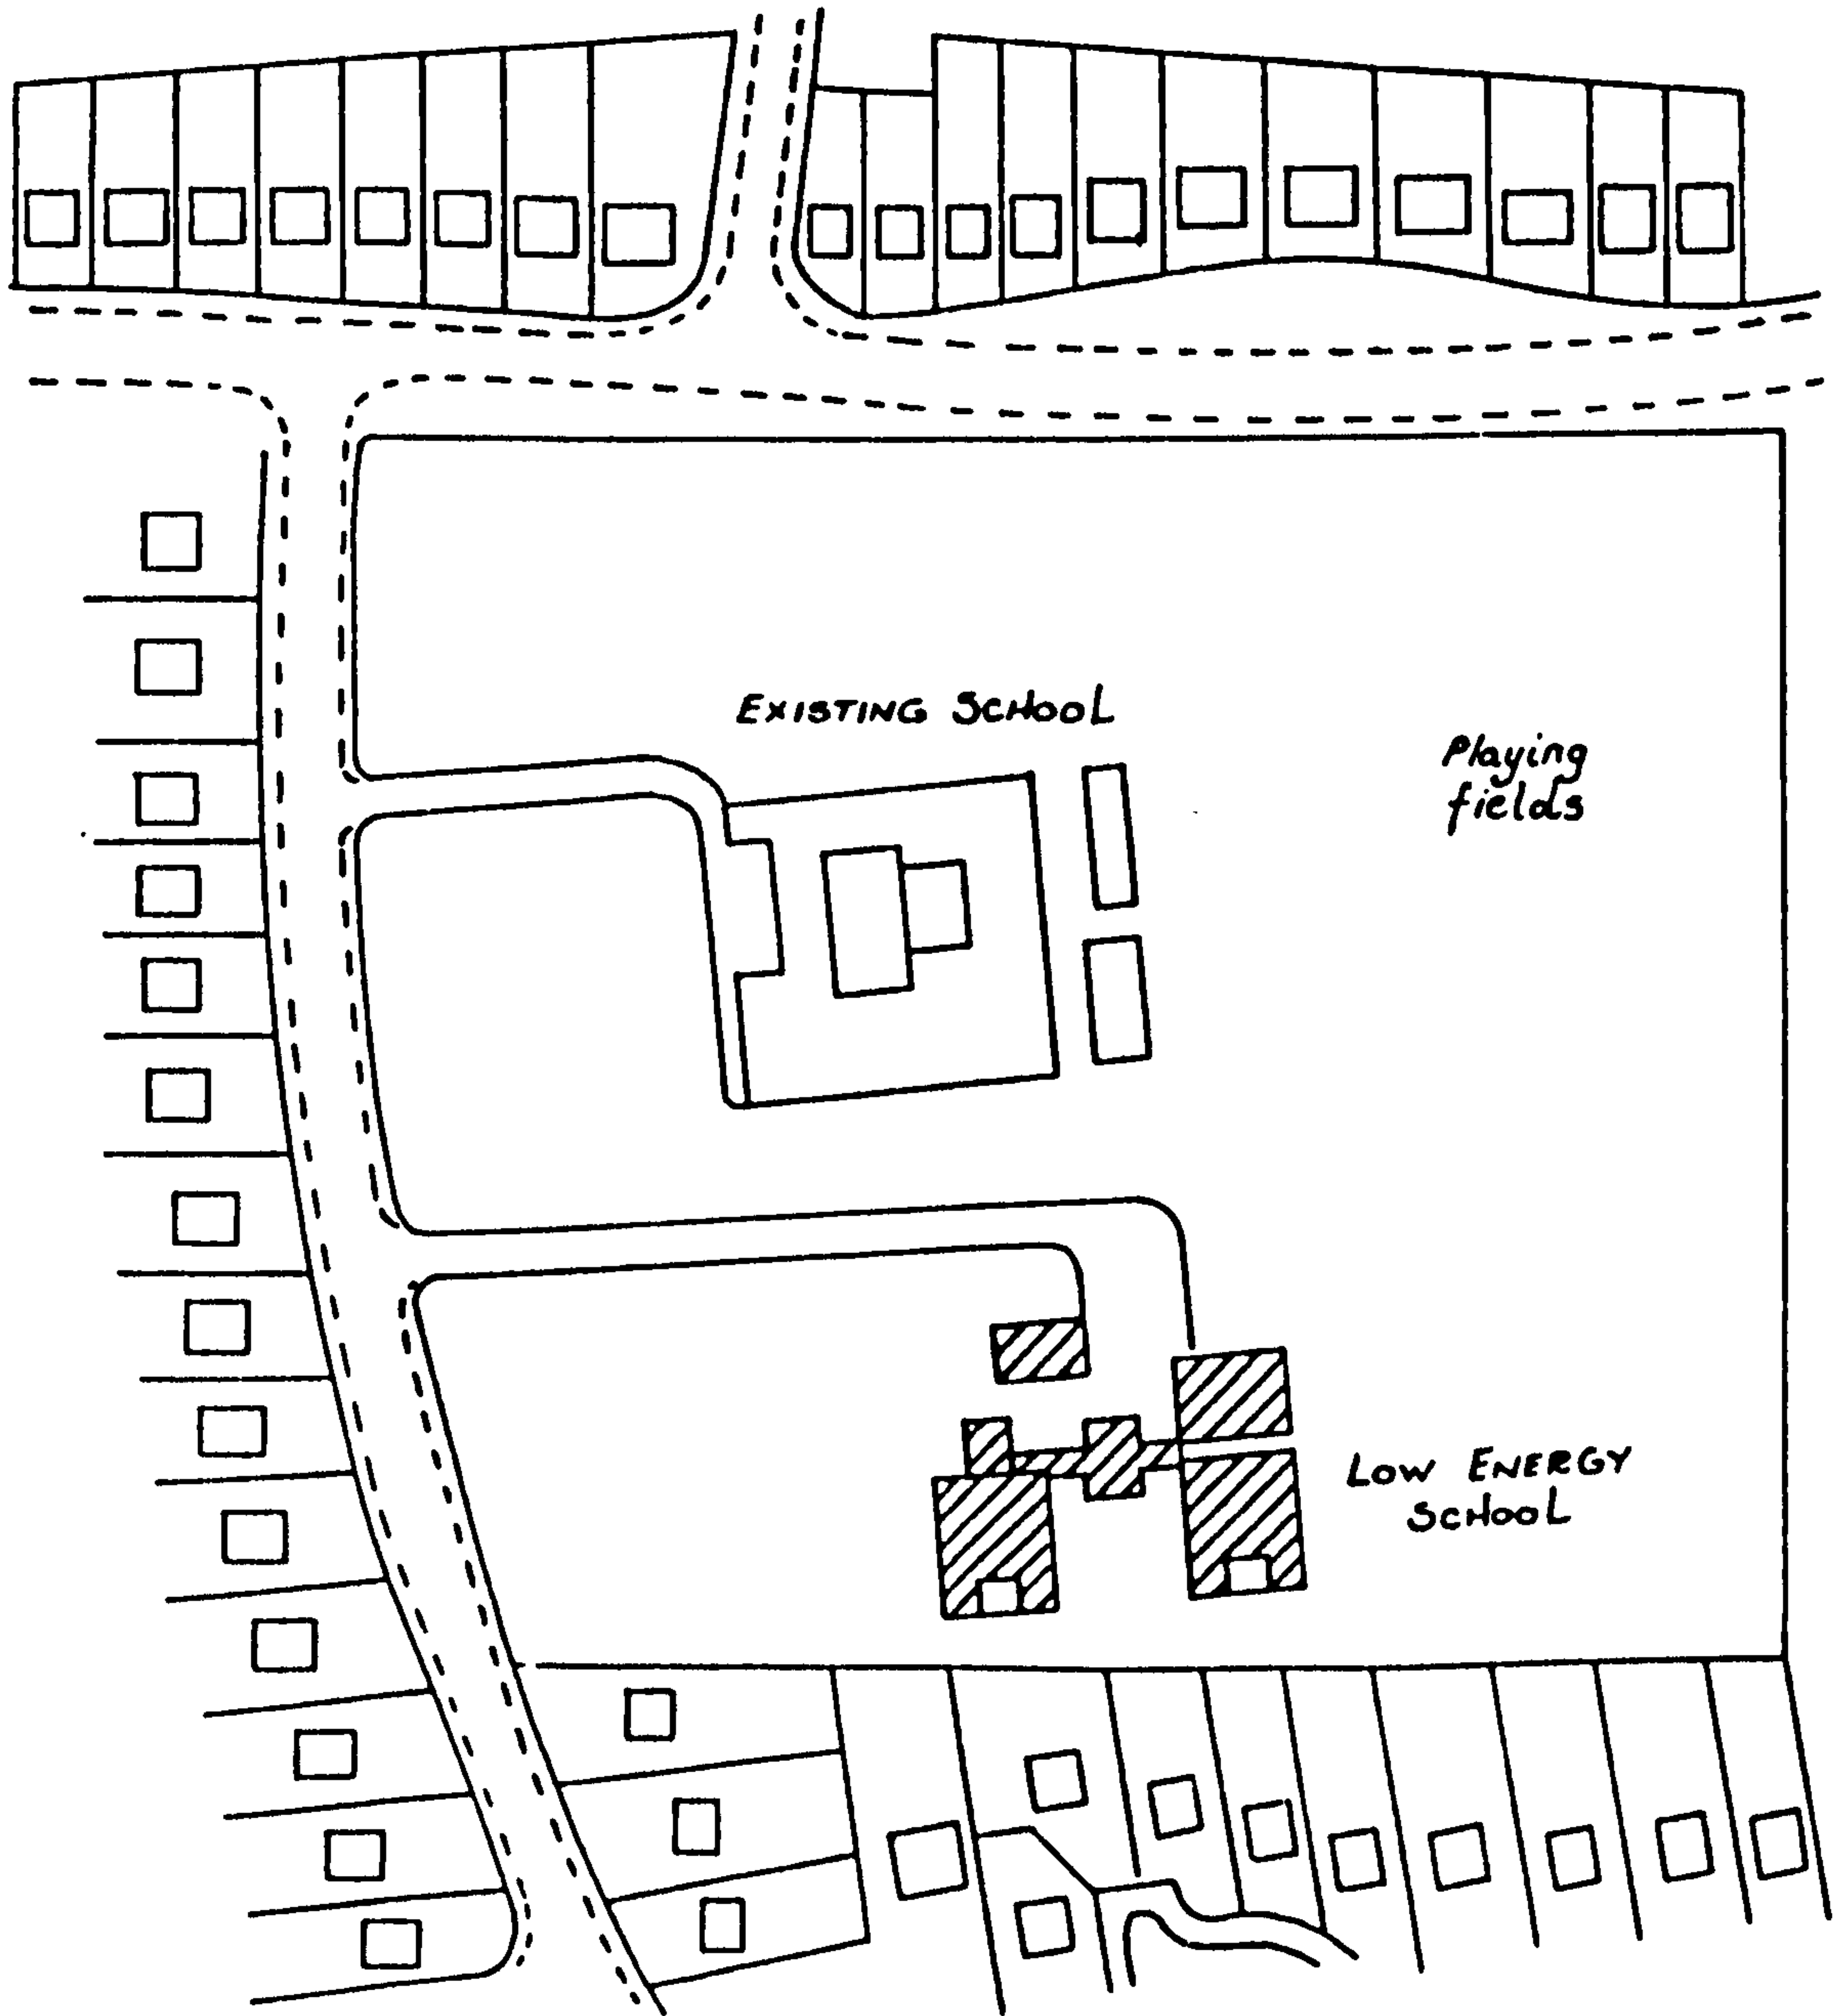 EXISTING SCHOOL
Playing
fields
LOW ENERGY
SCHOOL